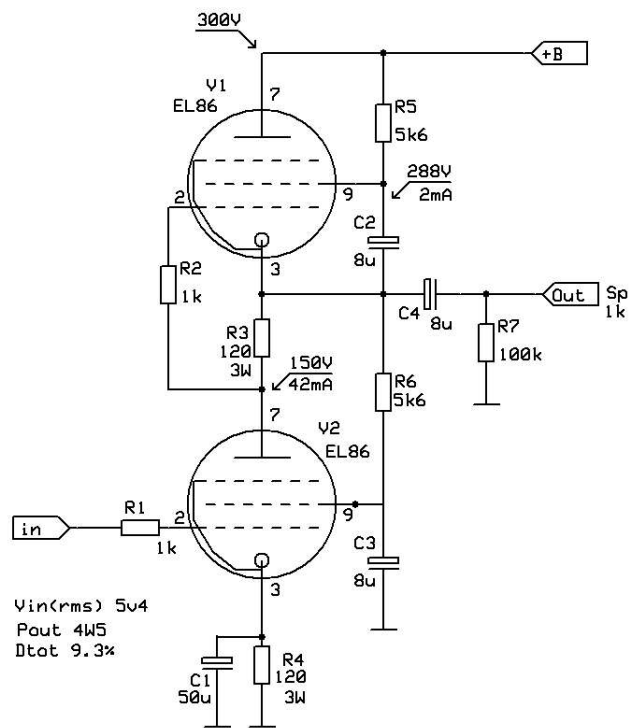 300V
+B
V1
EL86
7
R5
5k6
2
9
288V
2mA
C2
8u
3
R2
1k
R3
120
3W
C4
8u
Out
Sp
1k
R7
100k
150V
42mA
R6
5k6
7
V2
EL86
in
R1
1k
2
9
C3
8u
3
Vin(rms) 5v4
Pout 4W5
Dtot 9.3%
C1
50u
R4
120
3W